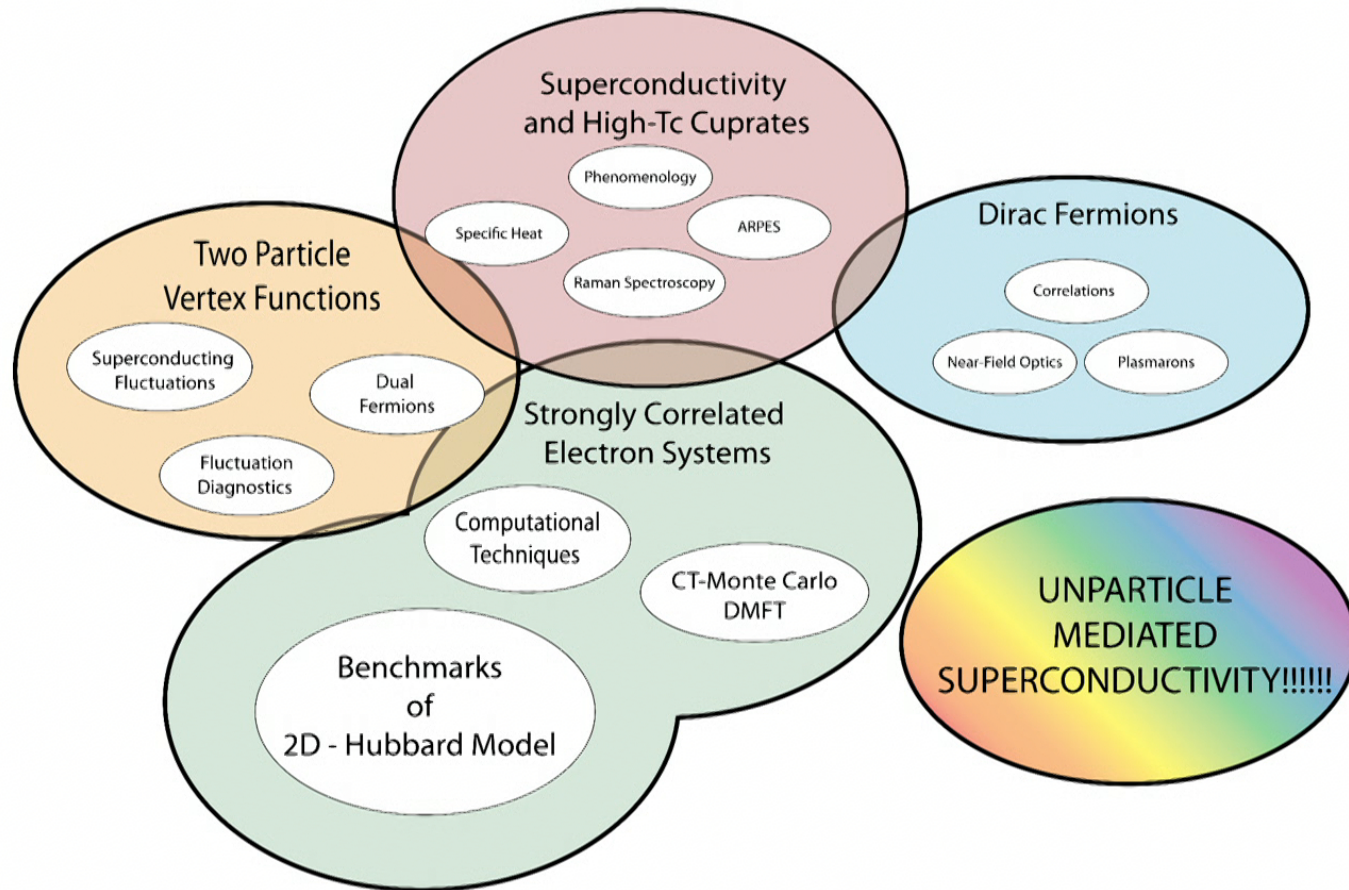 Superconductivity
and High-Tc Cuprates
Phenomenology
Specific Heat
ARPES
Raman Spectroscopy
Two Particle
Vertex Functions
Superconducting
Fluctuations
Dual
Fermions
Fluctuation
Diagnostics
Dirac Fermions
Correlations
Near-Field Optics
Plasmarons
Strongly Correlated
Electron Systems
Computational
Techniques
CT-Monte Carlo
DMFT
Benchmarks
of
2D - Hubbard Model
UNPARTICLE
MEDIATED
SUPERCONDUCTIVITY!!!!!!